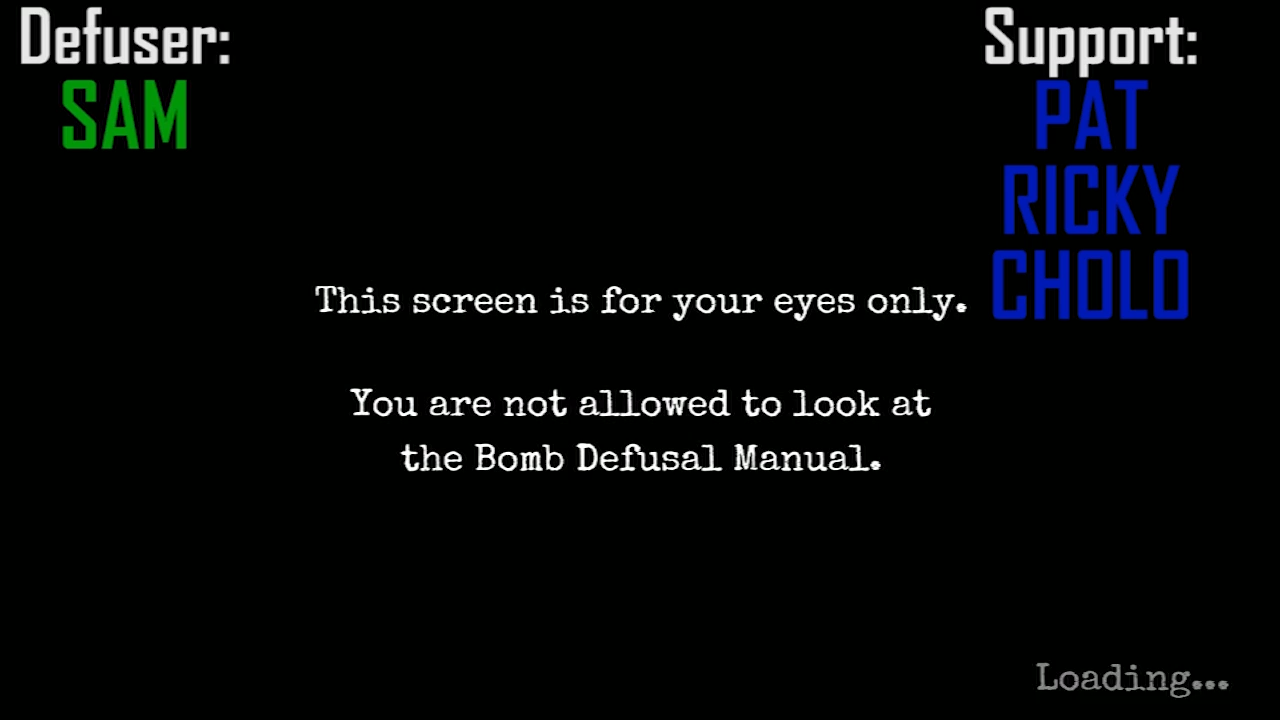 Defuser:
SAM
Support:
PAT
RICKY
CHOLO
This screen is for your eyes only.
You are not allowed to look at
the Bomb Defusal Manual.
Loading...